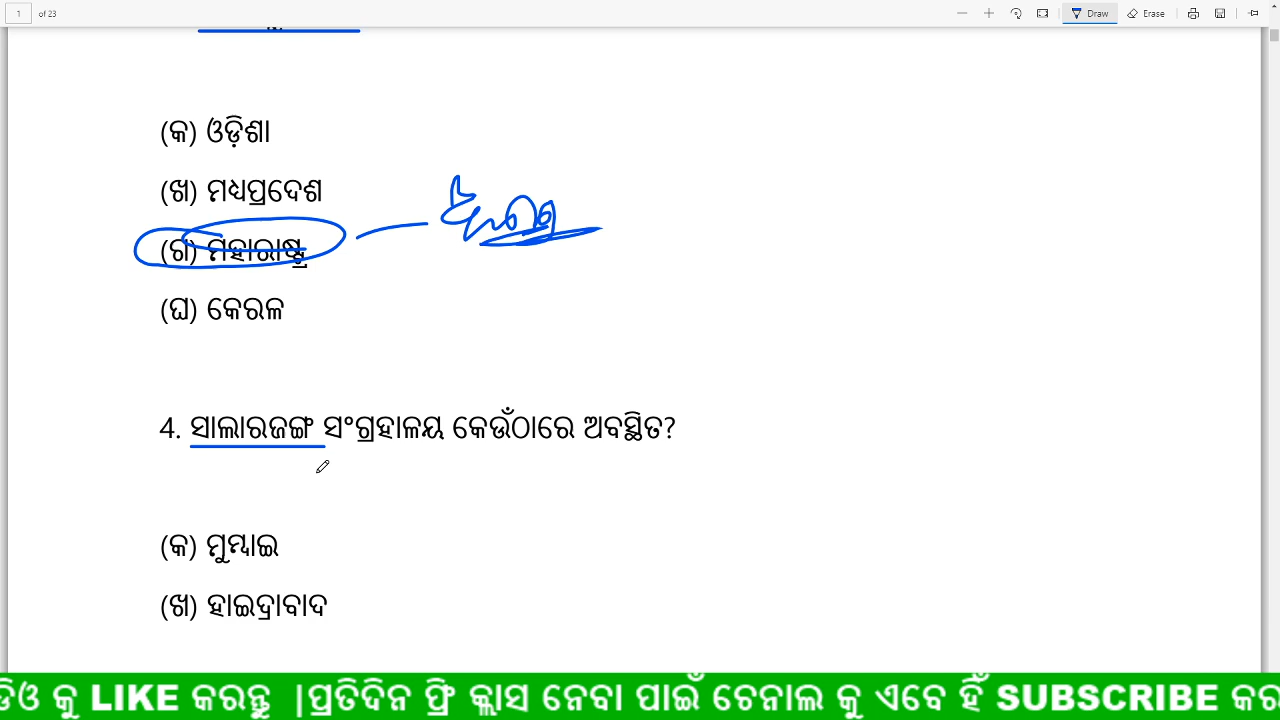 1 of 23 Draw Erase
(କ) ଓଡ଼ିଶା
(ଖ) ମଧ୍ୟପ୍ରଦେଶ
(ଗ) ମହାରାଷ୍ଟ୍ର
(ଘ) କେରଳ
4. ସାଲାରଜଙ୍ଗ ସଂଗ୍ରହାଳୟ କେଉଁଠାରେ ଅବସ୍ଥିତ?
(କ) ମୁମ୍ବାଇ
(ଖ) ହାଇଦ୍ରାବାଦ
ଡିଓ କୁ LIKE କରନ୍ତୁ |ପ୍ରତିଦିନ ଫ୍ରି କ୍ଲାସ ନେବା ପାଇଁ ଚେନାଲ କୁ ଏବେ ହିଁ SUBSCRIBE କର